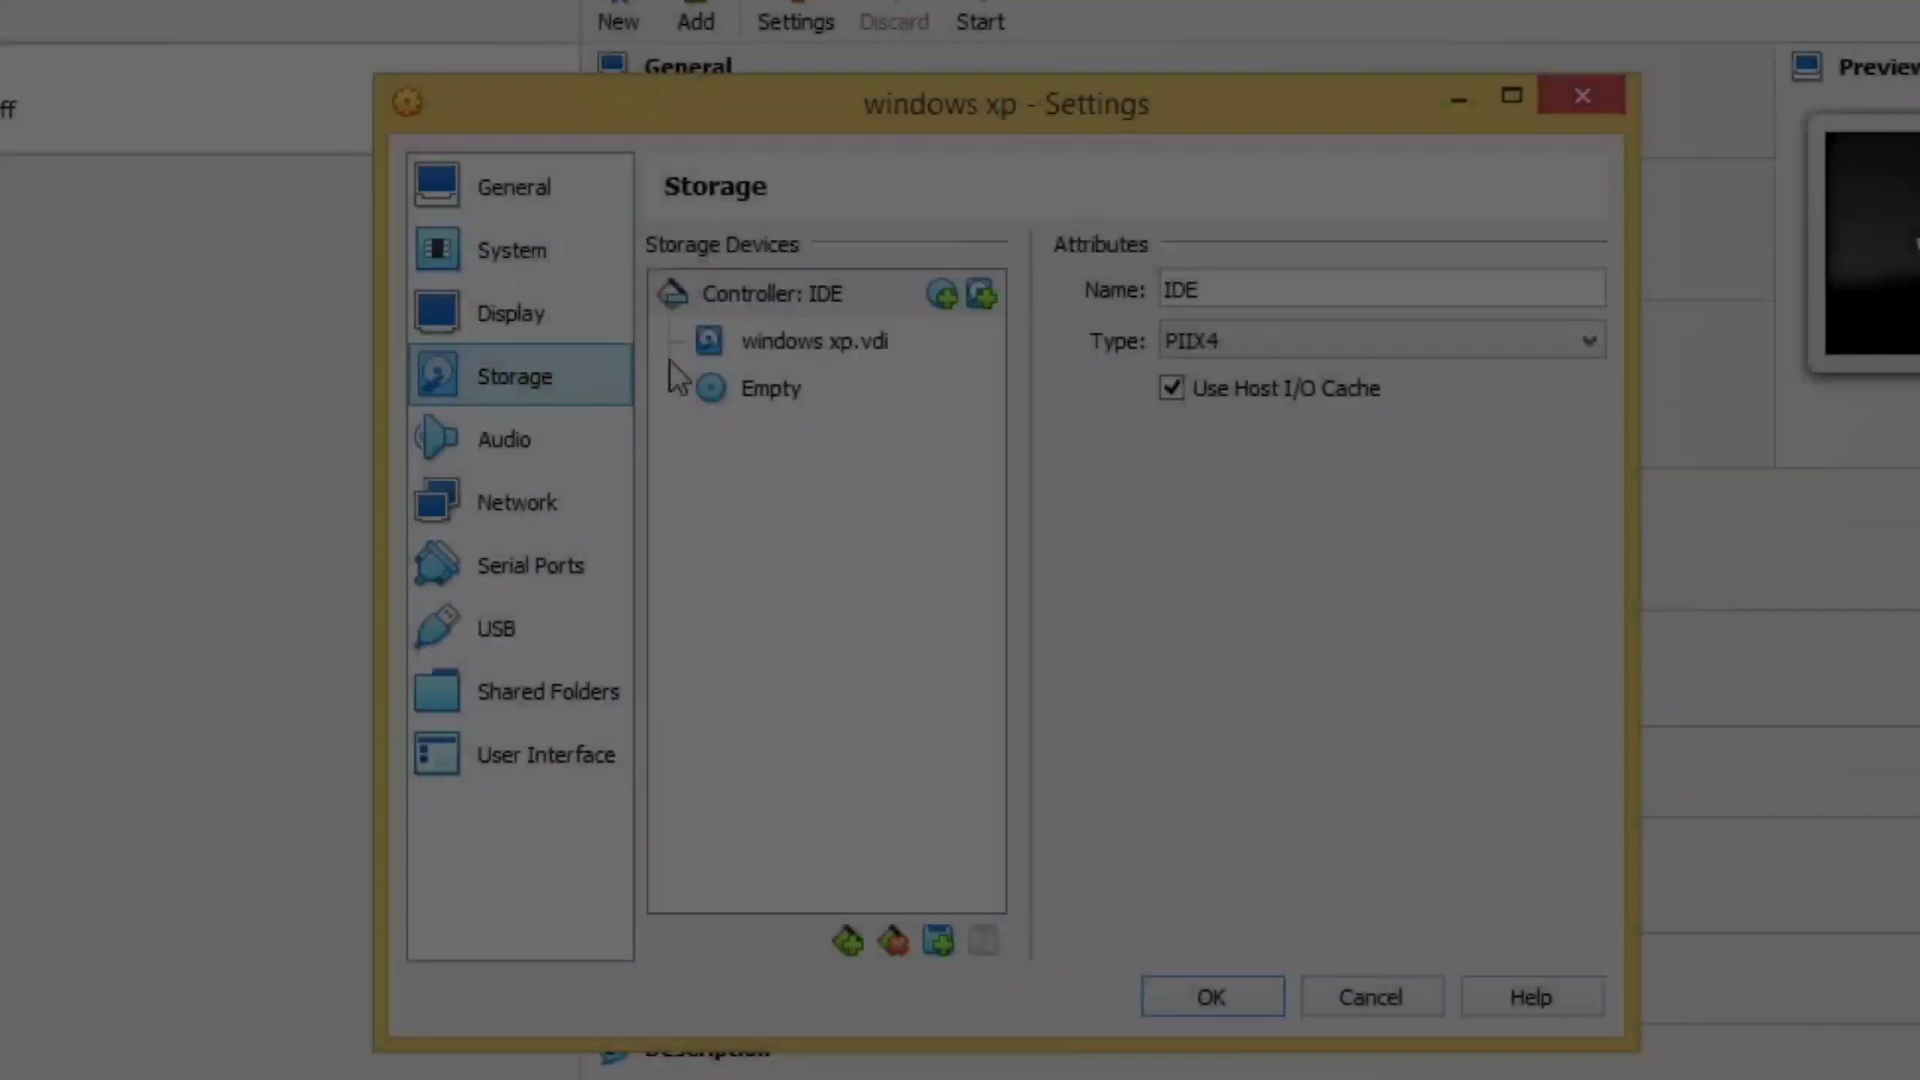 New Add Settings Discard Start
General
Preview
ff
windows xp - Settings
General
System
Display
Storage
Audio
Network
Serial Ports
USB
Shared Folders
User Interface
Storage
Storage Devices
Controller: IDE
windows xp.vdi
Empty
Attributes
Name: IDE
Type: PIIX4
Use Host I/O Cache
OK Cancel Help
Description